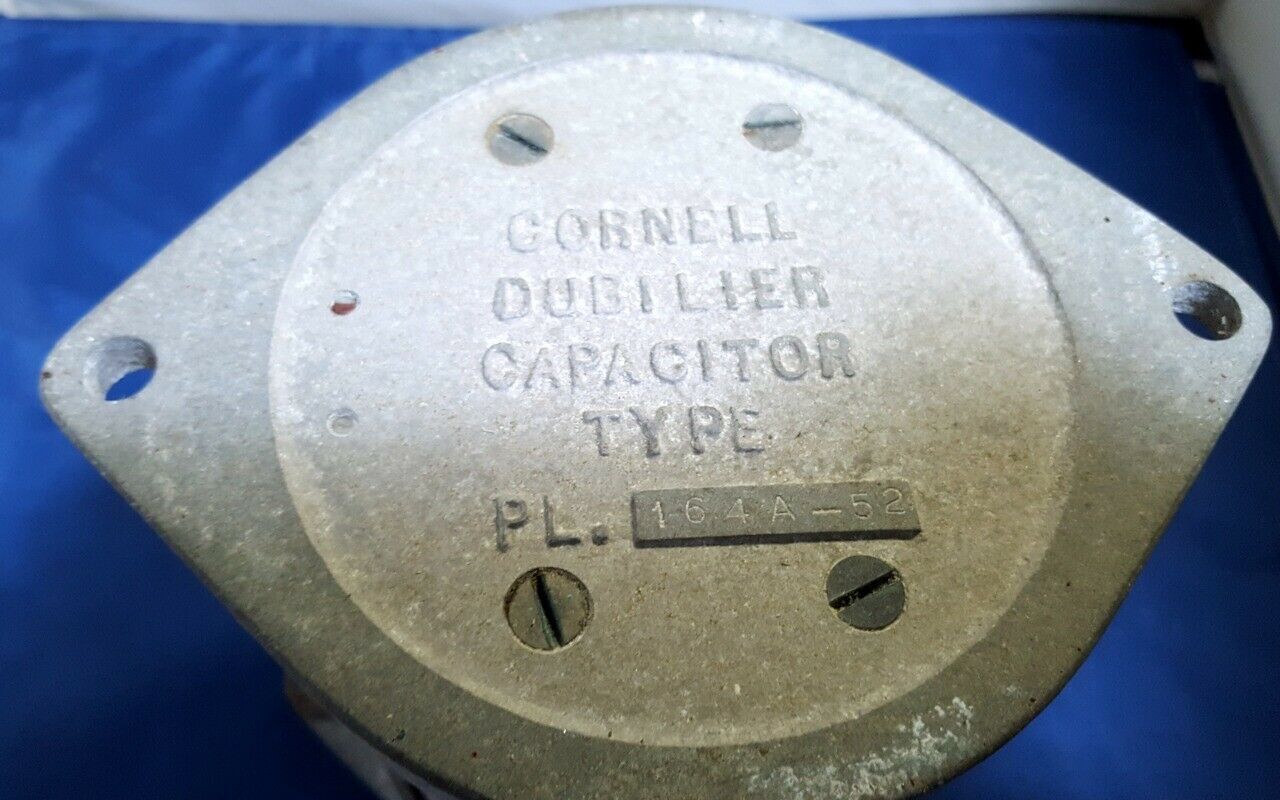 CORNELL
DUBILIER
CAPACITOR
TYPE
PL. 164A-52